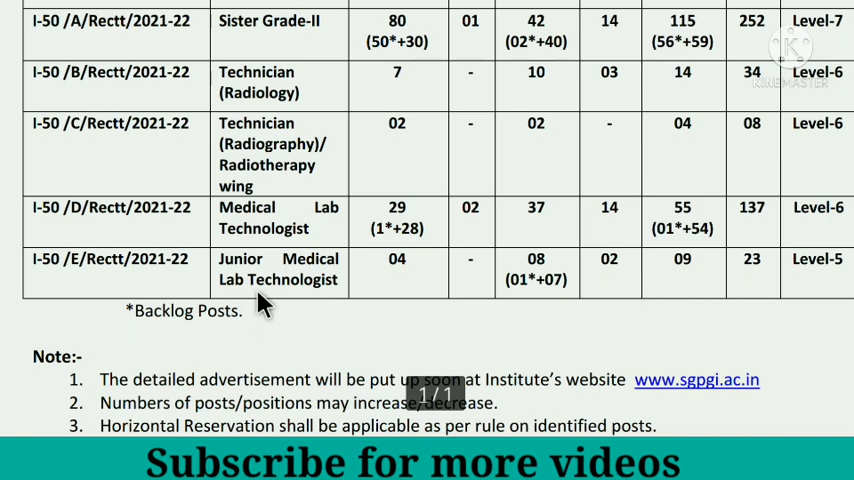 I-50 /A/Rectt/2021-22 Sister Grade-II 80 (50*+30) 01 42 (02*+40) 14 115 (56*+59) 252 Level-7
I-50 /B/Rectt/2021-22 Technician (Radiology) 7 - 10 03 14 34 Level-6
I-50 /C/Rectt/2021-22 Technician (Radiography)/ Radiotherapy wing 02 - 02 - 04 08 Level-6
I-50 /D/Rectt/2021-22 Medical Lab Technologist 29 (1*+28) 02 37 14 55 (01*+54) 137 Level-6
I-50 /E/Rectt/2021-22 Junior Medical Lab Technologist 04 - 08 (01*+07) 02 09 23 Level-5
*Backlog Posts.
Note:-
1. The detailed advertisement will be put up soon at Institute's website www.sgpgi.ac.in
2. Numbers of posts/positions may increase/decrease.
3. Horizontal Reservation shall be applicable as per rule on identified posts.
1/1
Subscribe for more videos
KINEMASTER